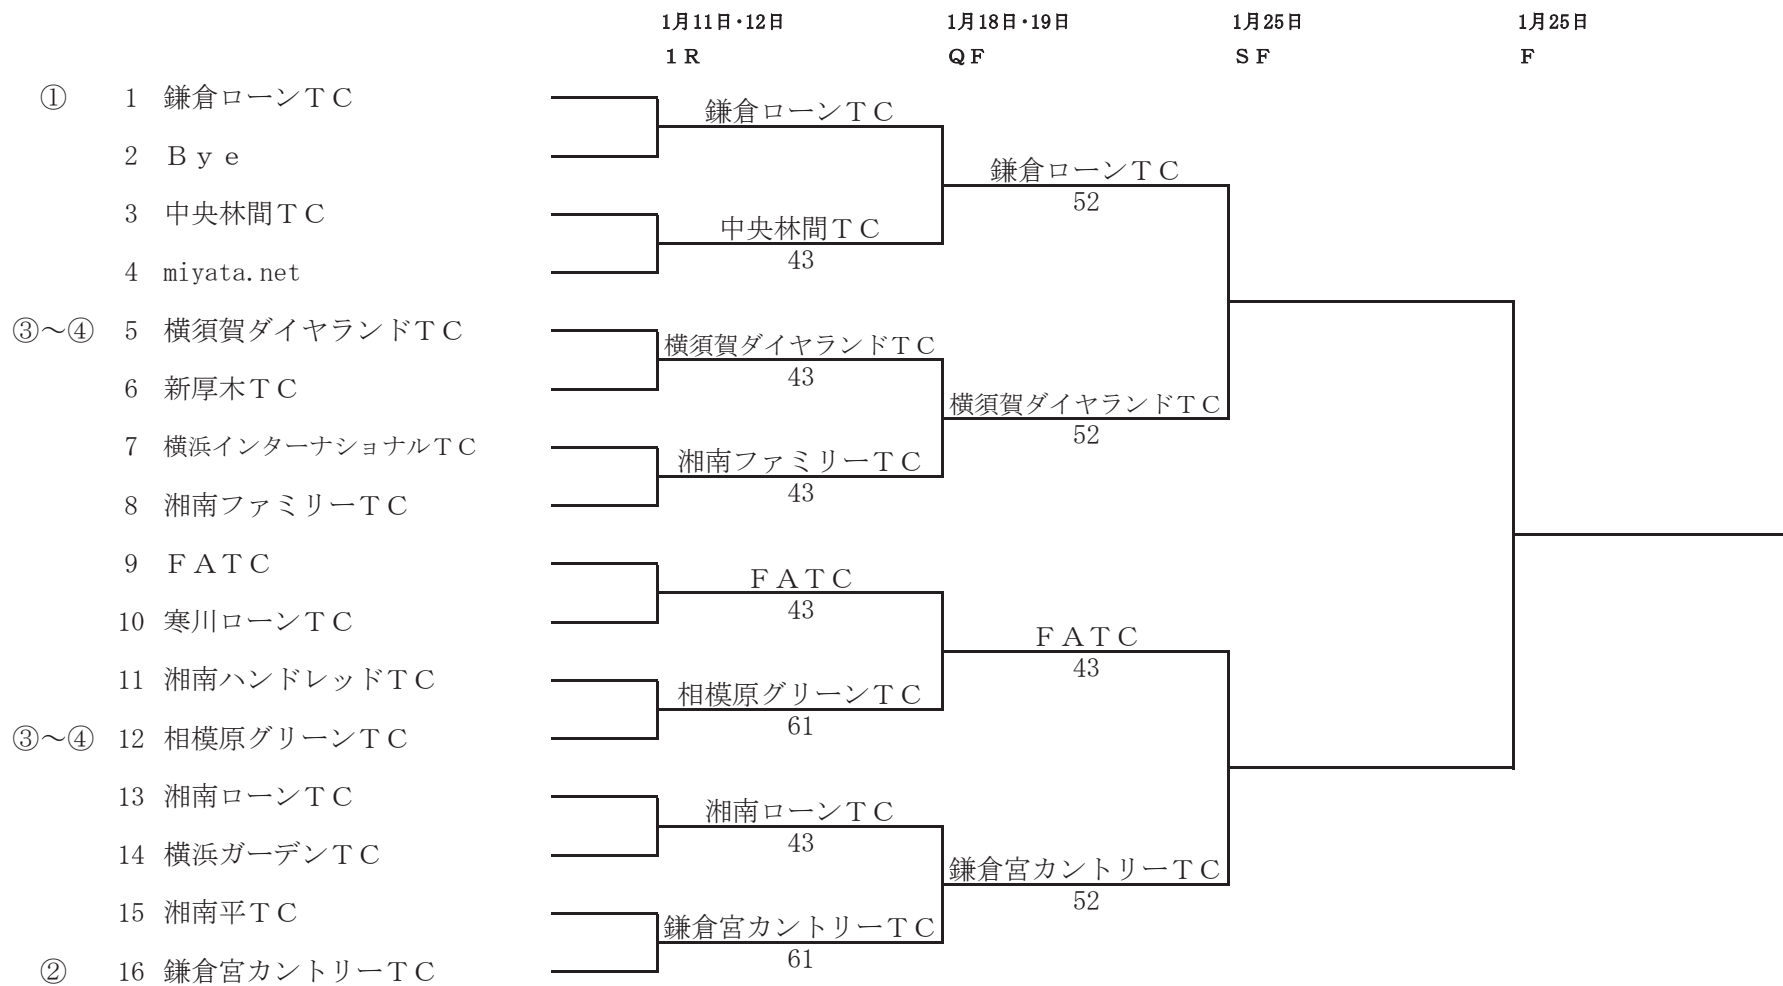 1月11日・12日 1月18日・19日 1月25日 1月25日
１Ｒ ＱＦ ＳＦ Ｆ
① 1 鎌倉ローンＴＣ
鎌倉ローンＴＣ
2 Ｂｙｅ
鎌倉ローンＴＣ
52
3 中央林間ＴＣ
中央林間ＴＣ
43
4 miyata.net
③～④ 5 横須賀ダイヤランドＴＣ
横須賀ダイヤランドＴＣ
43
6 新厚木ＴＣ
横須賀ダイヤランドＴＣ
52
7 横浜インターナショナルＴＣ
湘南ファミリーＴＣ
43
8 湘南ファミリーＴＣ
9 ＦＡＴＣ
ＦＡＴＣ
43
10 寒川ローンＴＣ
ＦＡＴＣ
43
11 湘南ハンドレッドＴＣ
相模原グリーンＴＣ
61
③～④ 12 相模原グリーンＴＣ
13 湘南ローンＴＣ
湘南ローンＴＣ
43
14 横浜ガーデンＴＣ
鎌倉宮カントリーＴＣ
52
15 湘南平ＴＣ
鎌倉宮カントリーＴＣ
61
② 16 鎌倉宮カントリーＴＣ